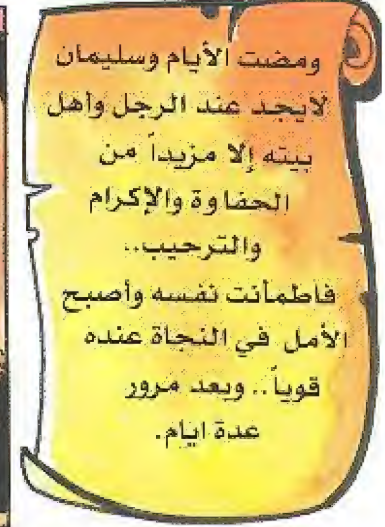 ومضت الأيام وسليمان
لايجد عند الرجل وأهل
بيته إلا مزيداً من
الحفاوة والإكرام
والترحيب..
فاطمأنت نفسه وأصبح
الأمل في النجاة عنده
قوياً.. وبعد مرور
عدة ايام.